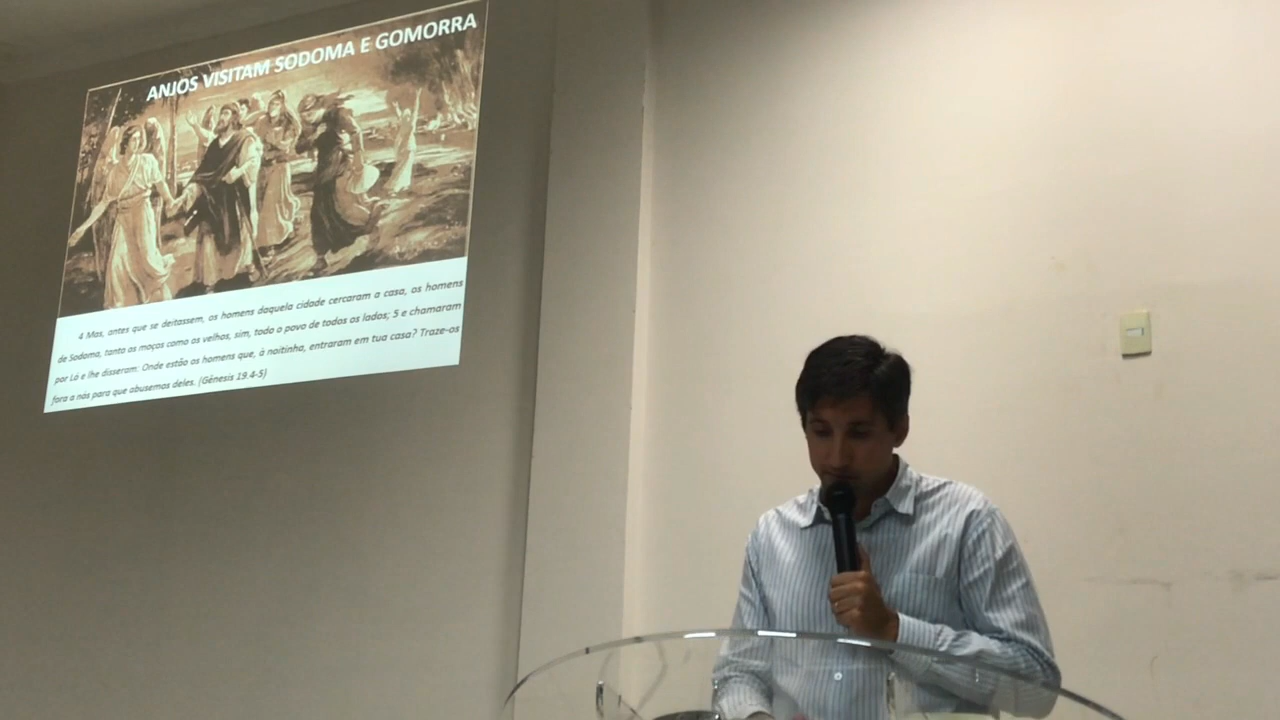 ANJOS VISITAM SODOMA E GOMORRA
4 Mas, antes que se deitassem, os homens daquela cidade cercaram a casa, os homens
de Sodoma, tanto os moços como os velhos, sim, todo o povo de todos os lados; 5 e chamaram
por Ló e lhe disseram: Onde estão os homens que, à noitinha, entraram em tua casa? Traze-os
fora a nós para que abusemos deles. (Gênesis 19.4-5)